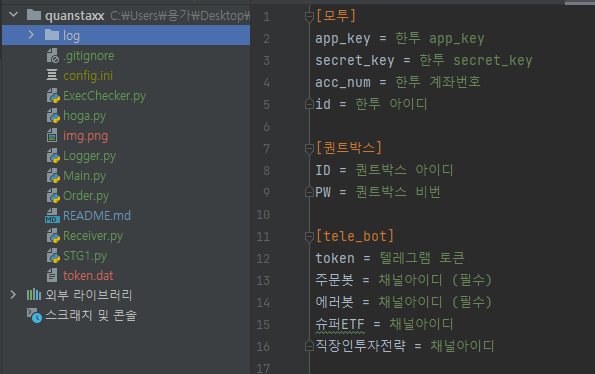 quanstaxx C:\Users\용가\Desktop\
log
.gitignore
config.ini
ExecChecker.py
hoga.py
img.png
Logger.py
Main.py
Order.py
README.md
Receiver.py
STG1.py
token.dat
외부 라이브러리
스크래치 및 콘솔
1 [모투]
2 app_key = 한투 app_key
3 secret_key = 한투 secret_key
4 acc_num = 한투 계좌번호
5 id = 한투 아이디
6
7 [퀀트박스]
8 ID = 퀀트박스 아이디
9 PW = 퀀트박스 비번
10
11 [tele_bot]
12 token = 텔레그램 토큰
13 주문봇 = 채널아이디 (필수)
14 에러봇 = 채널아이디 (필수)
15 슈퍼ETF = 채널아이디
16 직장인투자전략 = 채널아이디
17